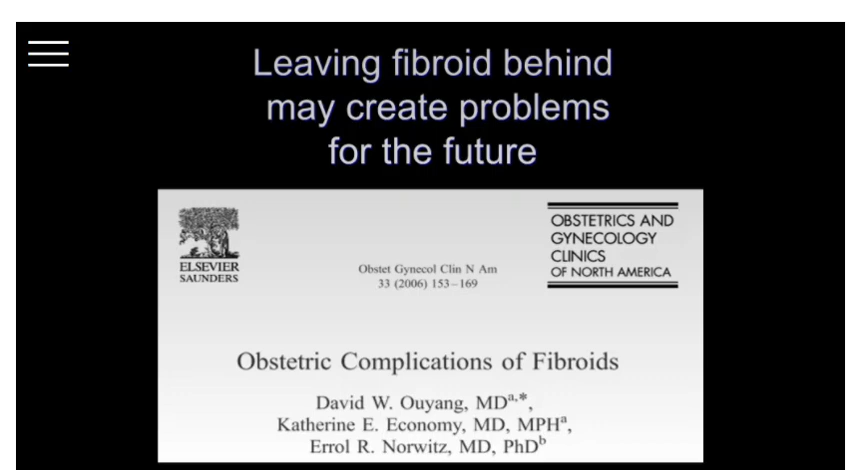 Leaving fibroid behind
may create problems
for the future
ELSEVIER
SAUNDERS
Obstet Gynecol Clin N Am
33 (2006) 153–169
OBSTETRICS AND
GYNECOLOGY
CLINICS
OF NORTH AMERICA
Obstetric Complications of Fibroids
David W. Ouyang, MDa,*,
Katherine E. Economy, MD, MPHa,
Errol R. Norwitz, MD, PhDb